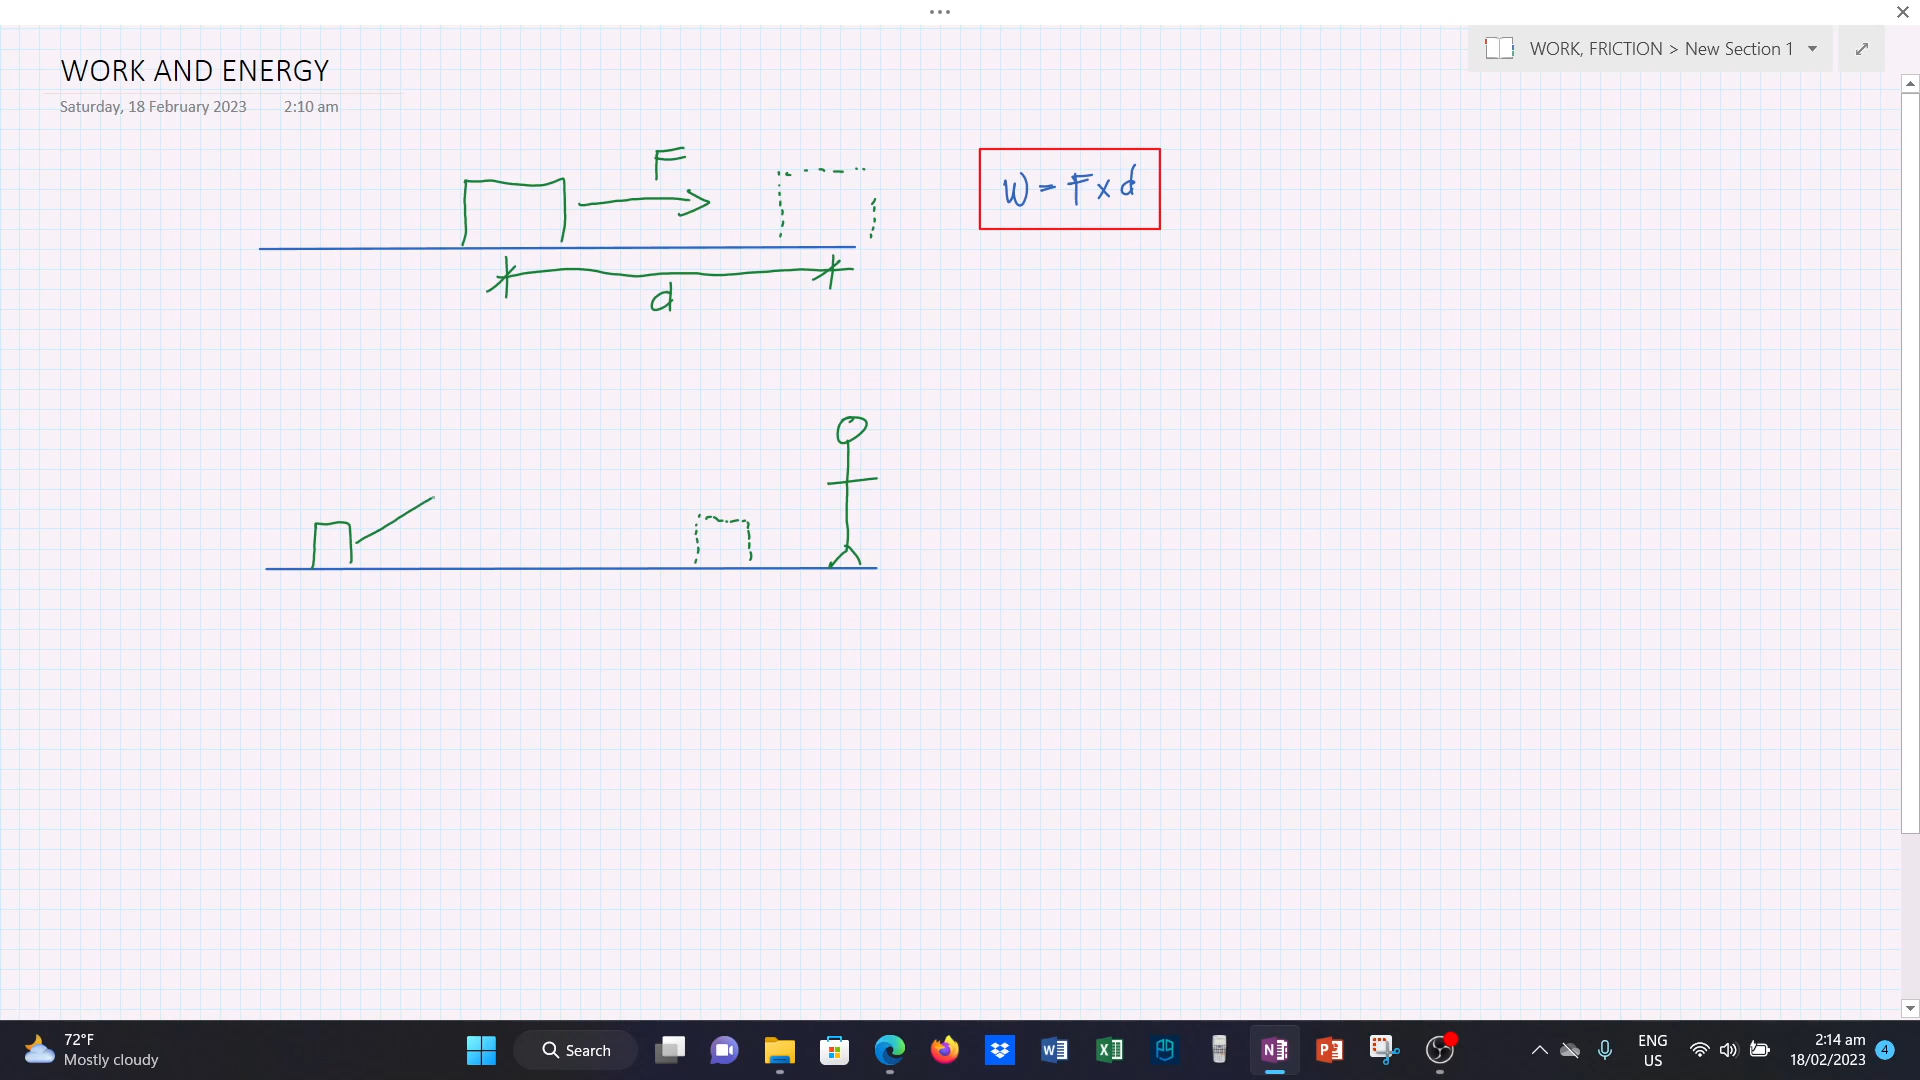 WORK, FRICTION > New Section 1
WORK AND ENERGY
Saturday, 18 February 2023 2:10 am
F
W = F x d
d
72°F
Mostly cloudy
Search
ENG
US
2:14 am
18/02/2023
4